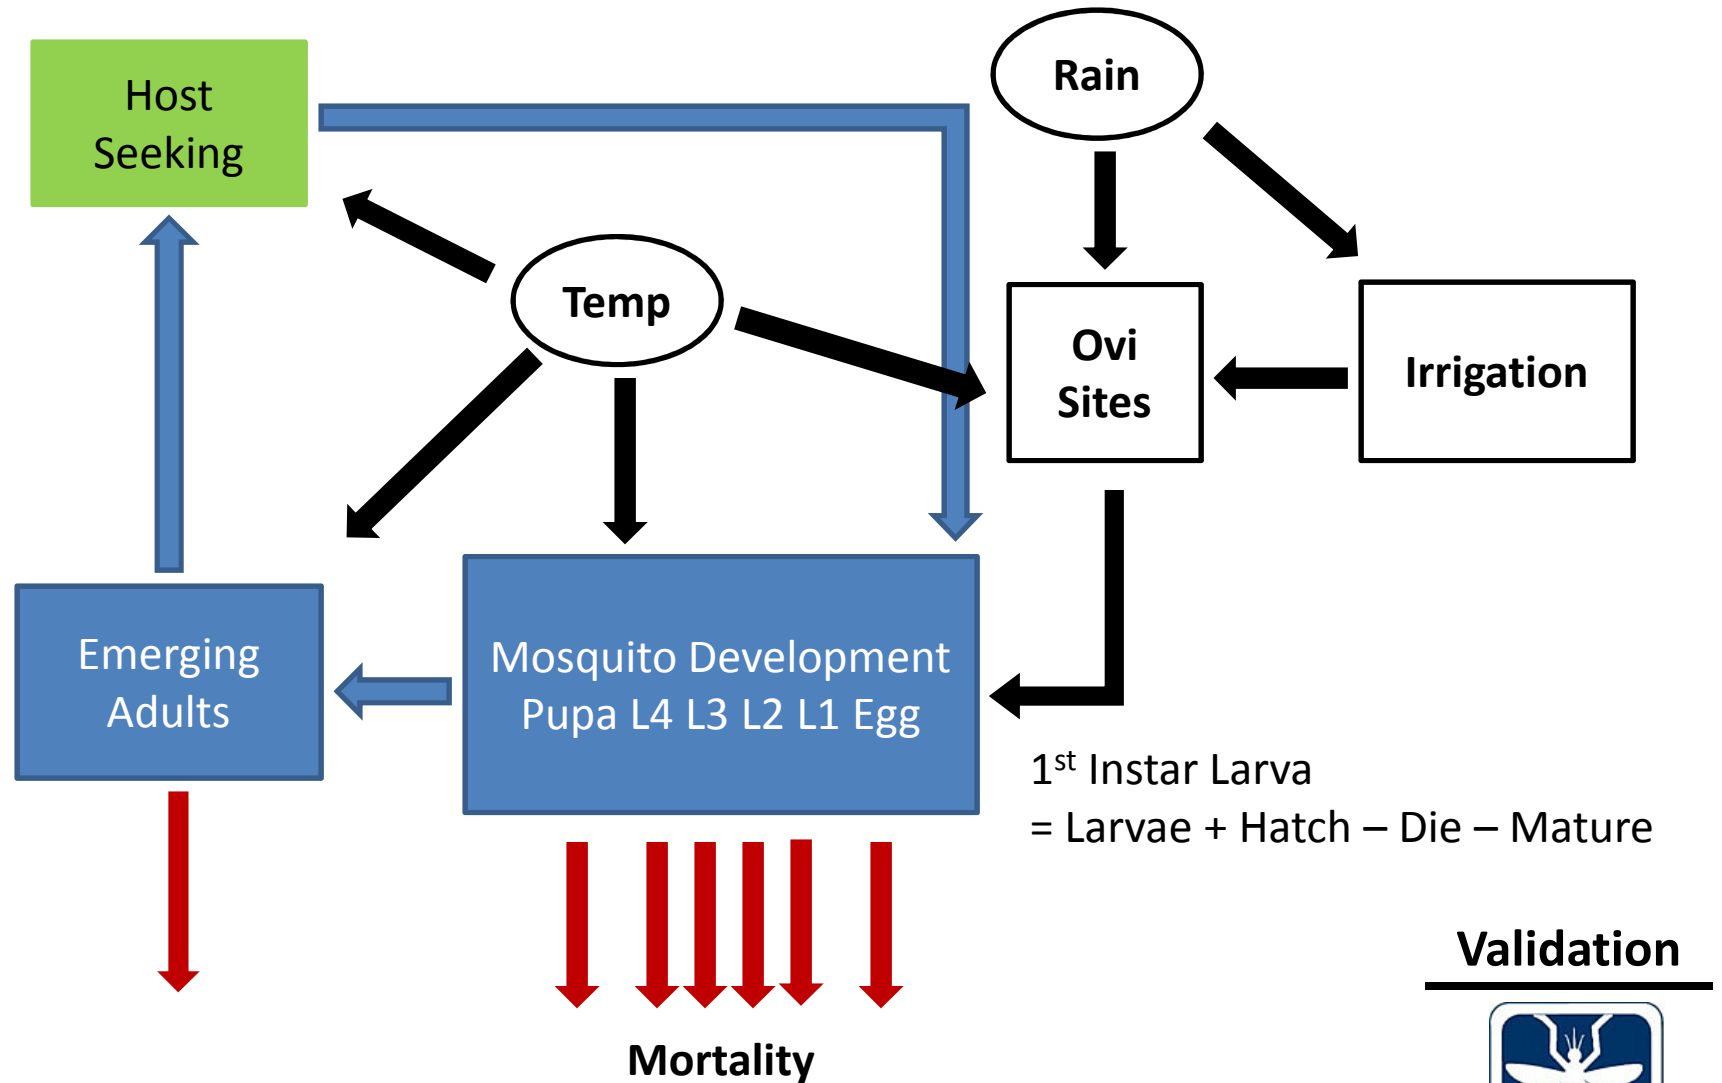 Host
Seeking
Rain
Temp
Ovi
Sites
Irrigation
Emerging
Adults
Mosquito Development
Pupa L4 L3 L2 L1 Egg
1st Instar Larva
= Larvae + Hatch – Die – Mature
Validation
Mortality